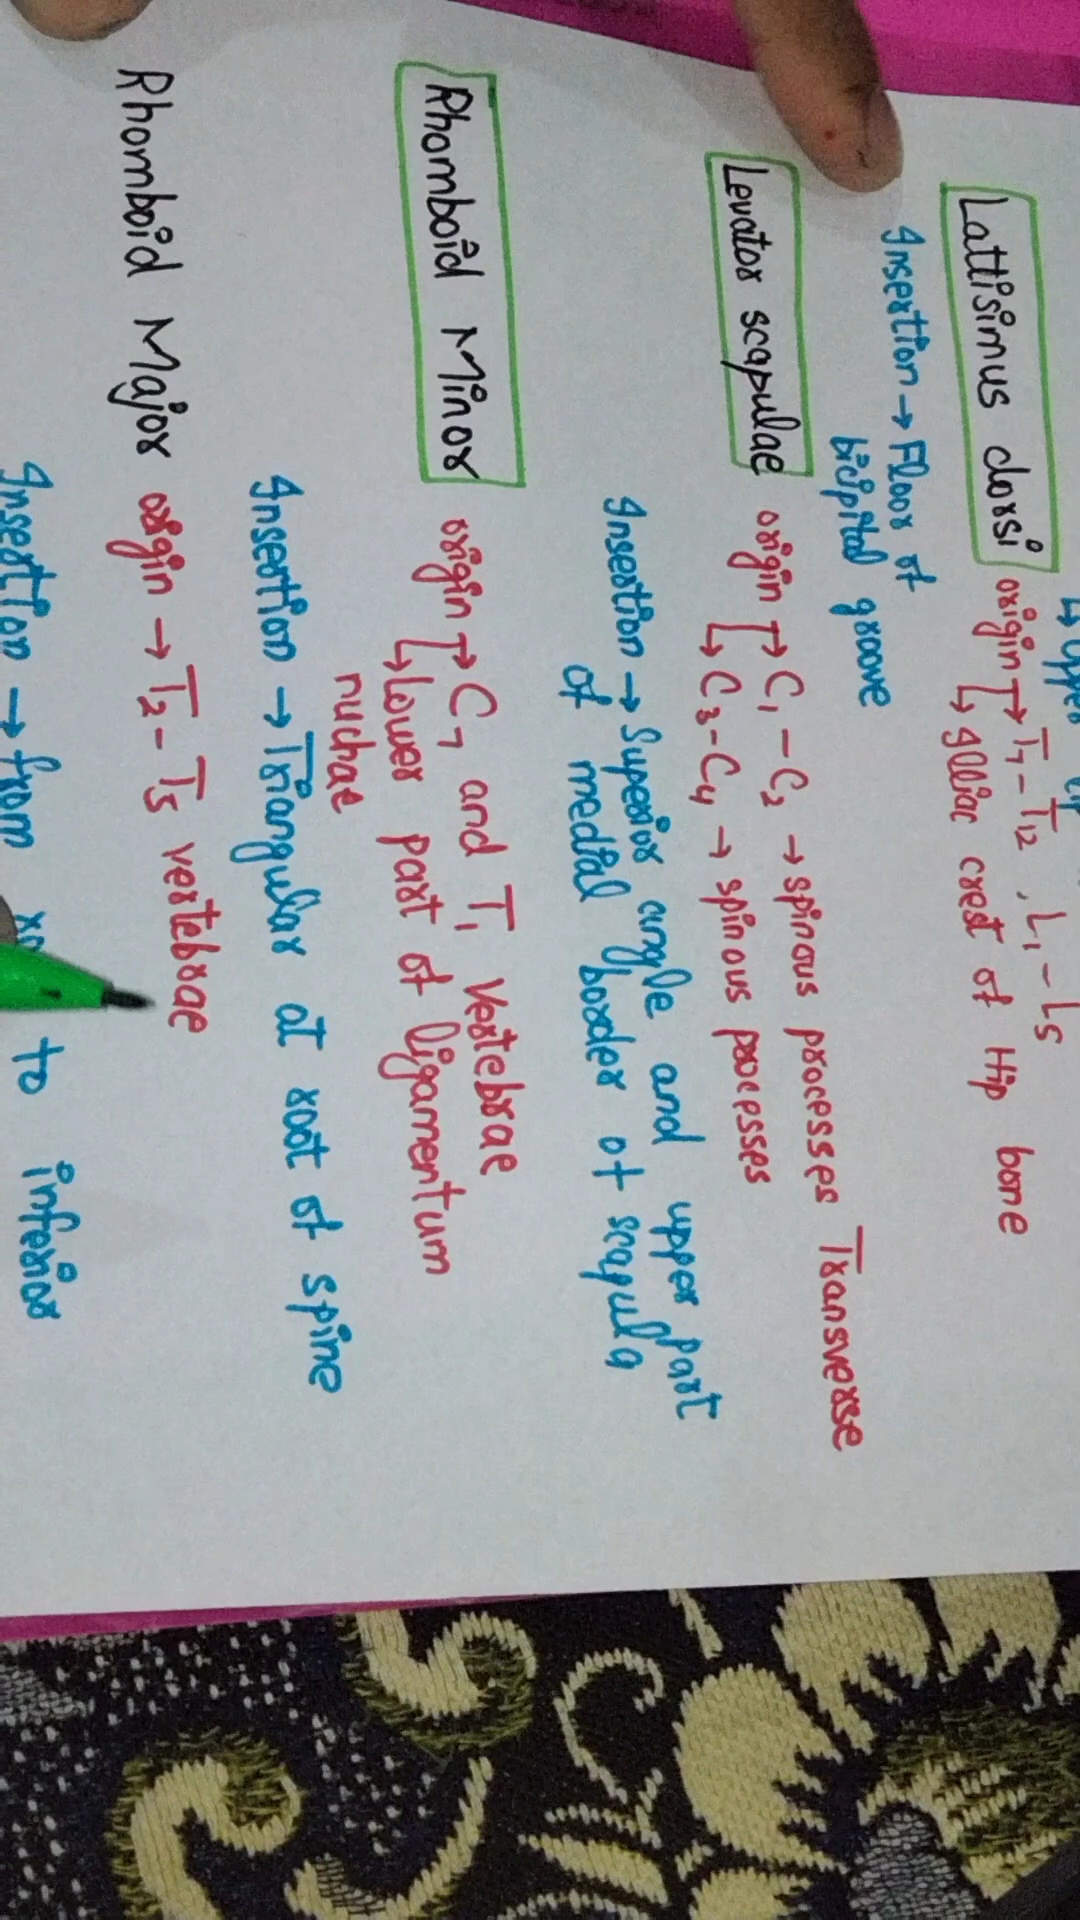 Lattisimus dorsi origin → T7 - T12 , L1 - L5
↳ illiac crest of Hip bone
Insertion → Floor of
bicipital groove
Levator scapulae origin → C1 - C2 → spinous processes Transverse
↳ C3 - C4 → spinous processes
Insertion → Superior angle and upper part
of medial border of scapula
Rhomboid Minor origin → C7 and T1 vertebrae
↳ lower part of ligamentum
nuchae
Insertion → Triangular at root of spine
Rhomboid Major origin → T2 - T5 vertebrae
Insertion → from to inferior